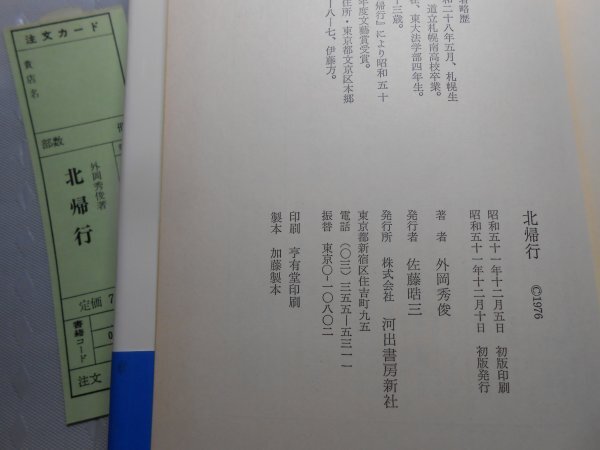 注文カード
貴店名
部数
外岡秀俊著
北帰行
定価 7
書籍コード
0
注文
著略歴
和二十八年五月、札幌生
道立札幌南高校卒業。
在、東大法学部四年生。
十三歳。
帰行』により昭和五十
年度文藝賞受賞。
住所・東京都文京区本郷
―八―七、伊藤方。
北帰行
©1976
昭和五十一年十二月五日 初版印刷
昭和五十一年十二月十日 初版発行
著者 外岡秀俊
発行者 佐藤晧三
発行所 株式会社 河出書房新社
東京都新宿区住吉町九五
電話 (〇三)三五五―五三一一
振替 東京〇―一〇八〇二
印刷 亨有堂印刷
製本 加藤製本